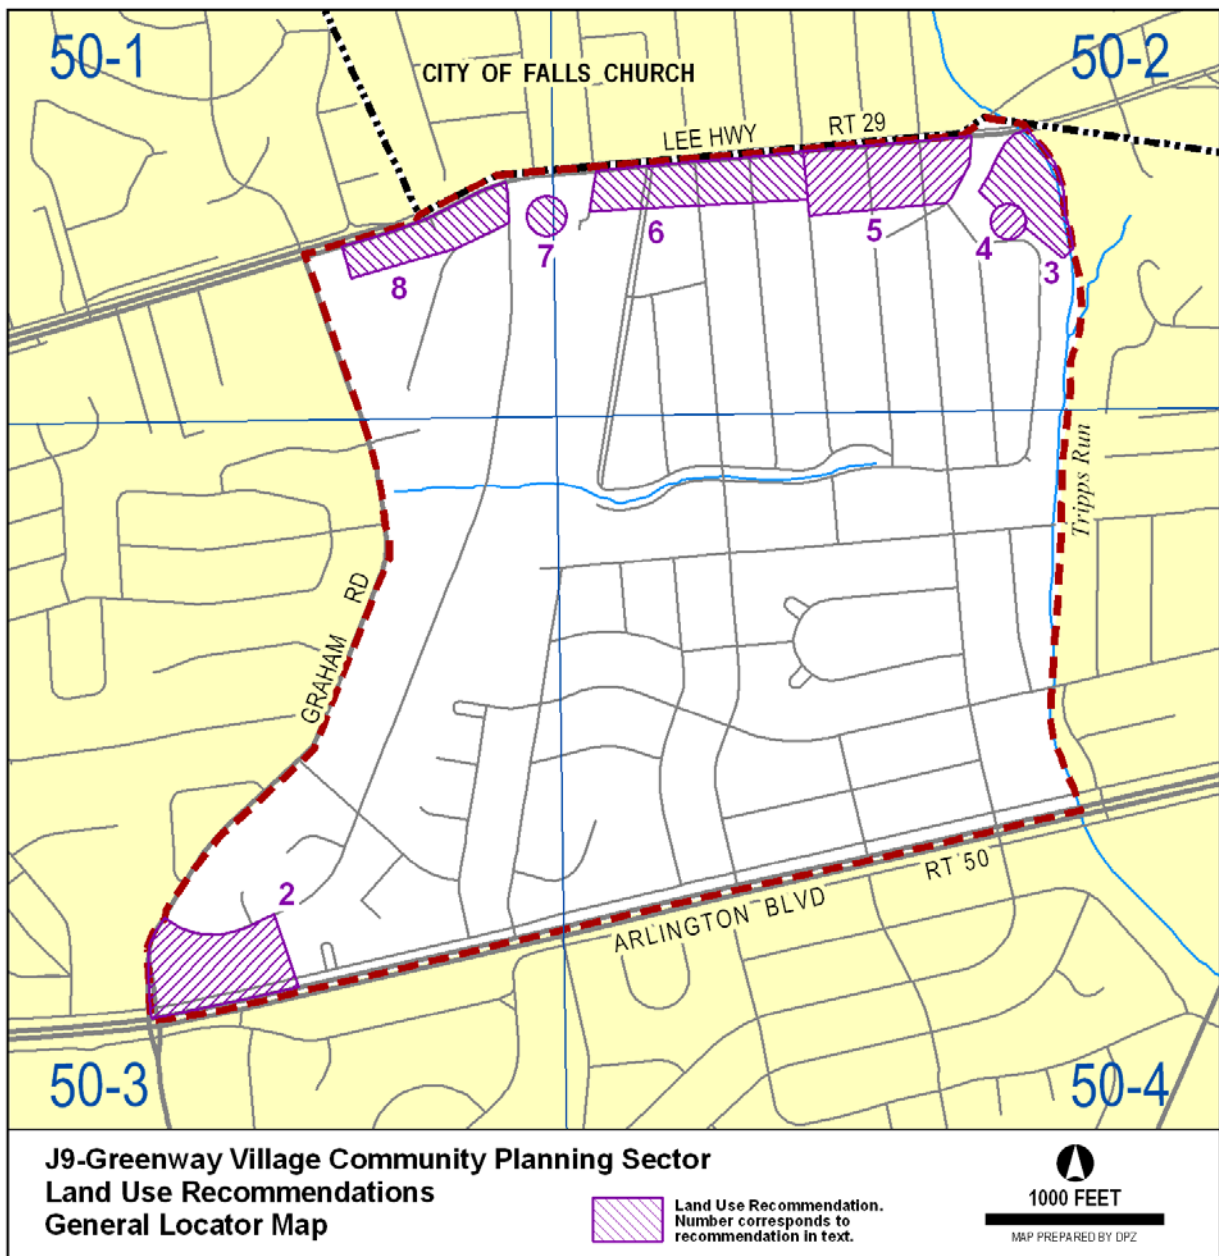 50-1
50-2
CITY OF FALLS CHURCH
LEE HWY
RT 29
7
6
5
4
3
8
Tripps Run
GRAHAM RD
2
RT 50
ARLINGTON BLVD
50-3
50-4
J9-Greenway Village Community Planning Sector
Land Use Recommendations
General Locator Map
Land Use Recommendation.
Number corresponds to
recommendation in text.
1000 FEET
MAP PREPARED BY DPZ